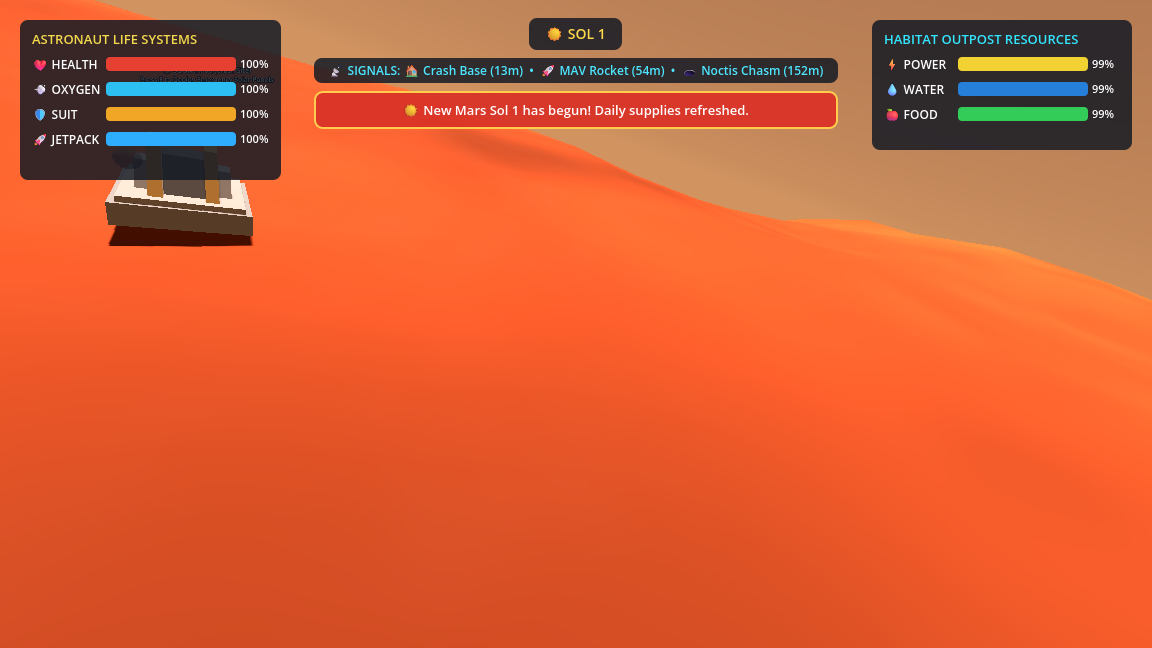 ASTRONAUT LIFE SYSTEMS
HEALTH 100%
OXYGEN 100%
SUIT 100%
JETPACK 100%
SOL 1
SIGNALS: Crash Base (13m) • MAV Rocket (54m) • Noctis Chasm (152m)
New Mars Sol 1 has begun! Daily supplies refreshed.
HABITAT OUTPOST RESOURCES
POWER 99%
WATER 99%
FOOD 99%